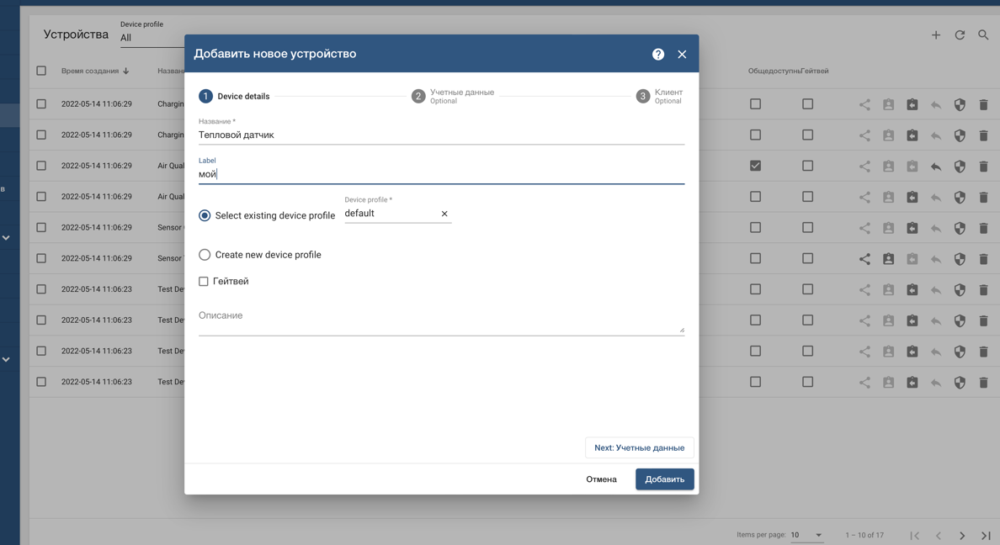 Устройства
Device profile
All
Время создания
ОбщедоступнГейтвей
2022-05-14 11:06:29 Chargin
2022-05-14 11:06:29 Chargin
2022-05-14 11:06:29 Air Qual
2022-05-14 11:06:29 Air Qual
2022-05-14 11:06:29 Sensor
2022-05-14 11:06:29 Sensor
2022-05-14 11:06:23 Test De
2022-05-14 11:06:23 Test De
2022-05-14 11:06:23 Test De
2022-05-14 11:06:23 Test De
в
Добавить новое устройство
?
1 Device details
2 Учетные данные
Optional
3 Клиент
Optional
Название *
Тепловой датчик
Label
мой
Select existing device profile
Device profile *
default
Create new device profile
Гейтвей
Описание
Next: Учетные данные
Отмена
Добавить
Items per page: 10
1 – 10 of 17